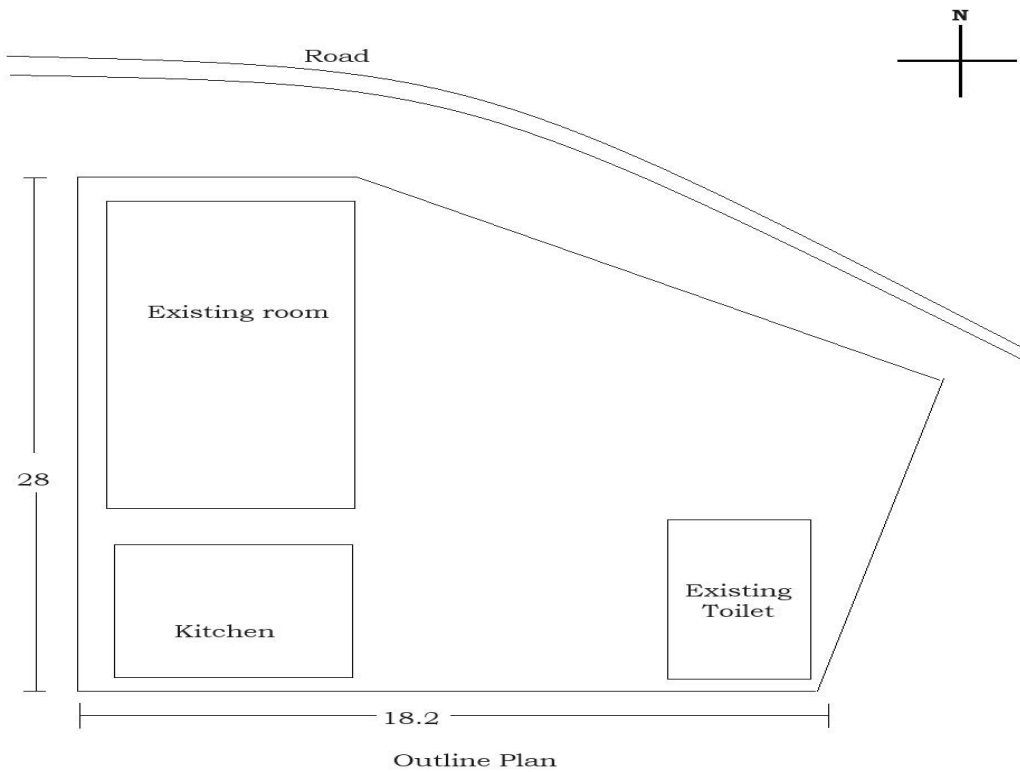 N
Road
Existing room
28
Existing
Toilet
Kitchen
18.2
Outline Plan